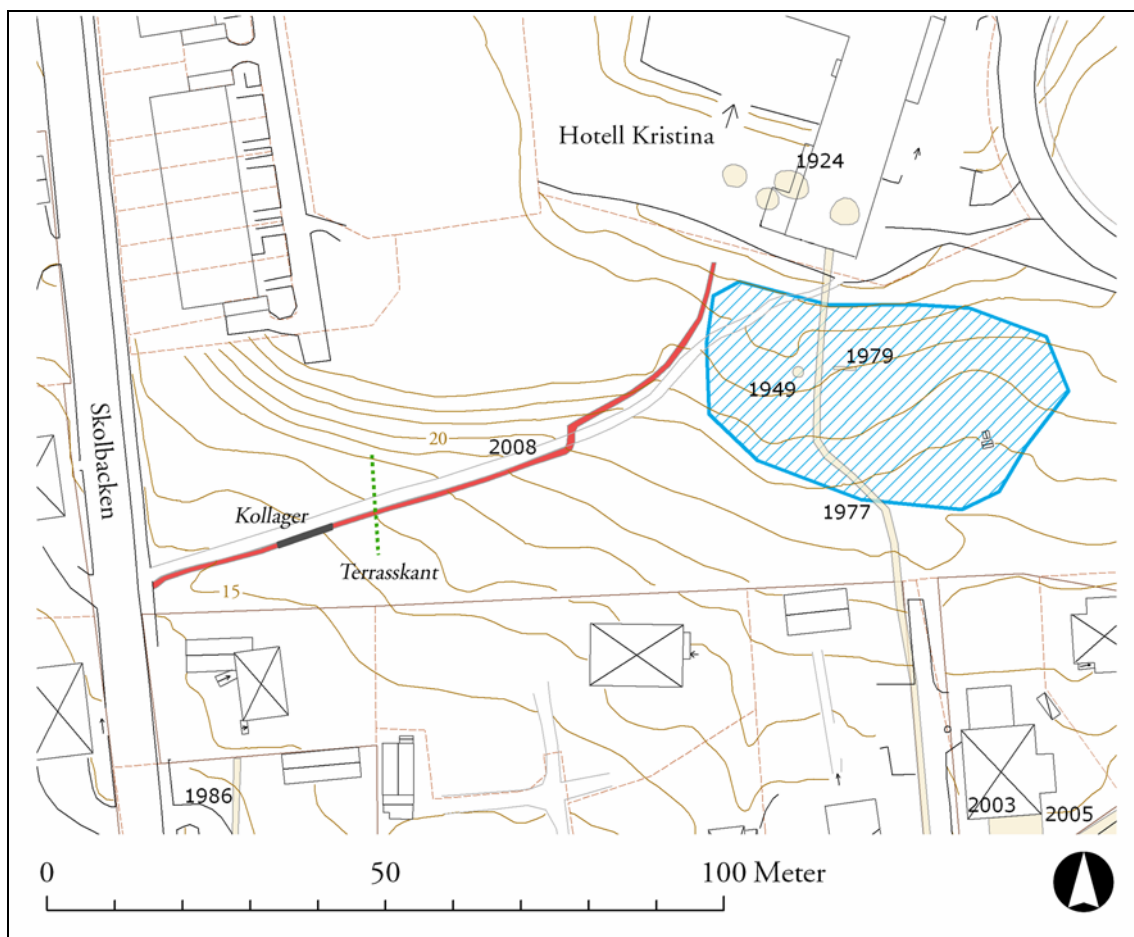 Hotell Kristina
1924
1979
1949
Skolbacken
20
2008
Kollager
1977
Terrasskant
15
1986
2003
2005
0 50 100 Meter